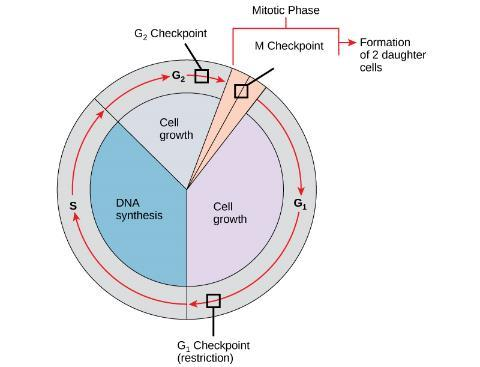 Mitotic Phase
G₂ Checkpoint
M Checkpoint
Formation
of 2 daughter
cells
G₂
Cell
growth
S
DNA
synthesis
Cell
growth
G₁
G₁ Checkpoint
(restriction)